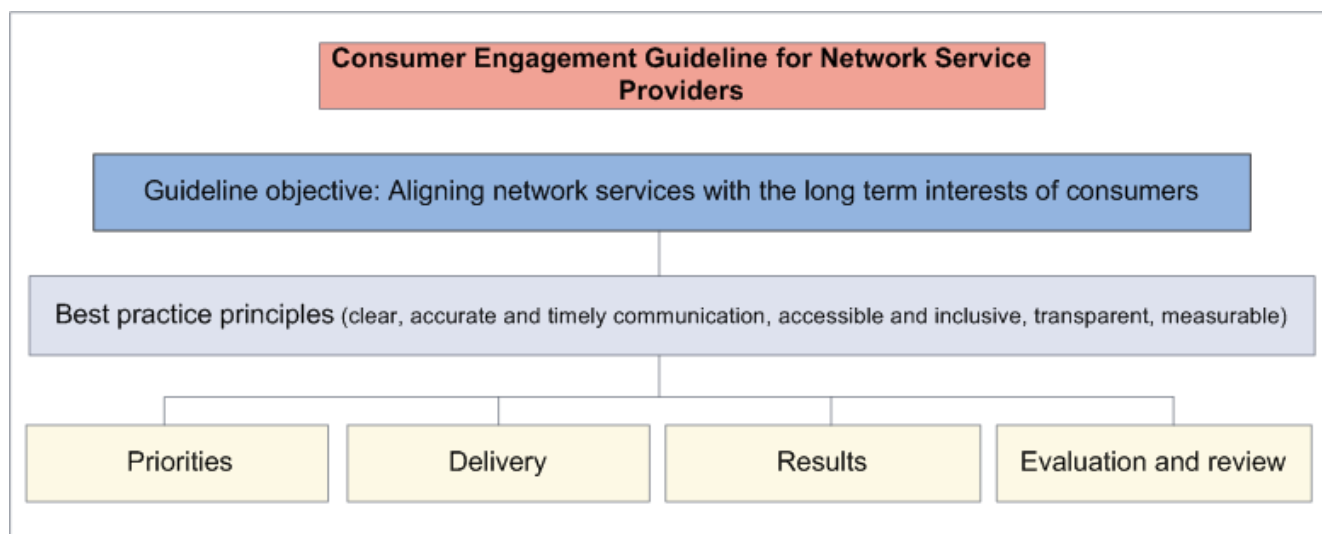 Consumer Engagement Guideline for Network Service
Providers
Guideline objective: Aligning network services with the long term interests of consumers
Best practice principles (clear, accurate and timely communication, accessible and inclusive, transparent, measurable)
Priorities
Delivery
Results
Evaluation and review